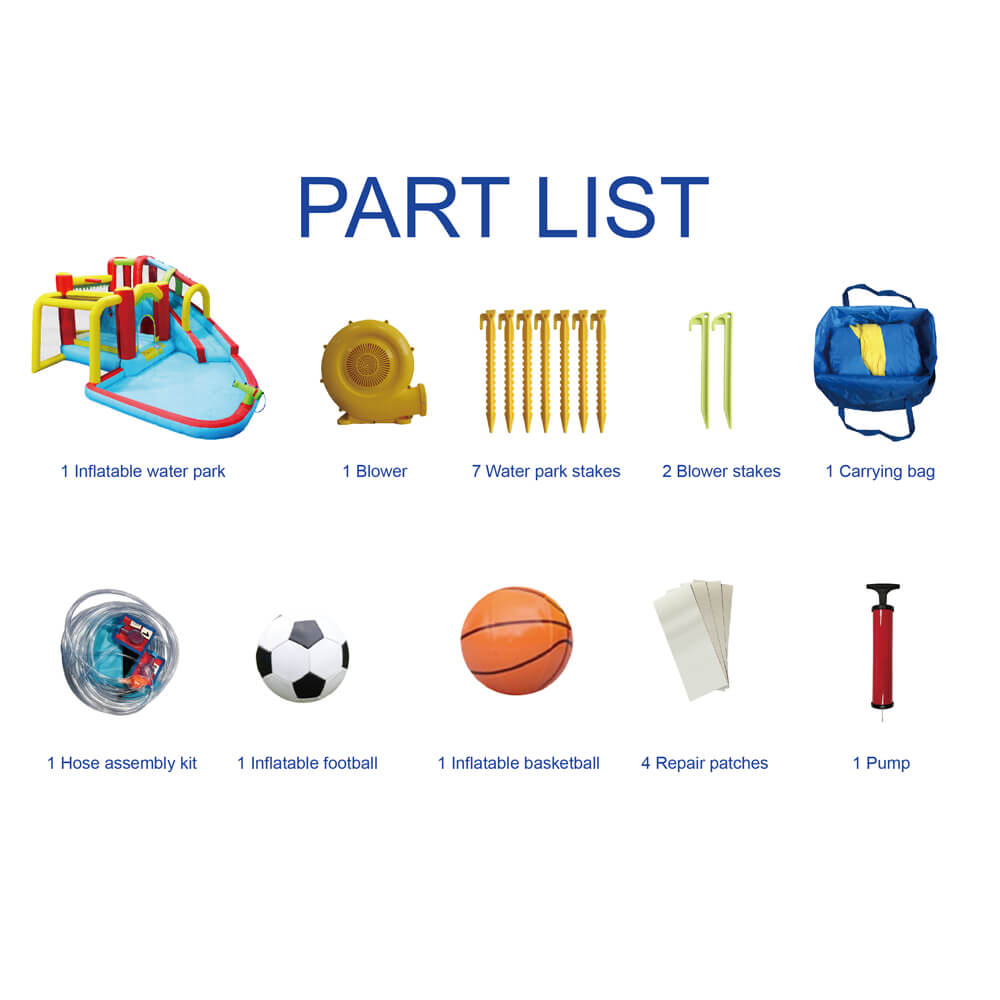 PART LIST
1 Inflatable water park
1 Blower
7 Water park stakes
2 Blower stakes
1 Carrying bag
1 Hose assembly kit
1 Inflatable football
1 Inflatable basketball
4 Repair patches
1 Pump